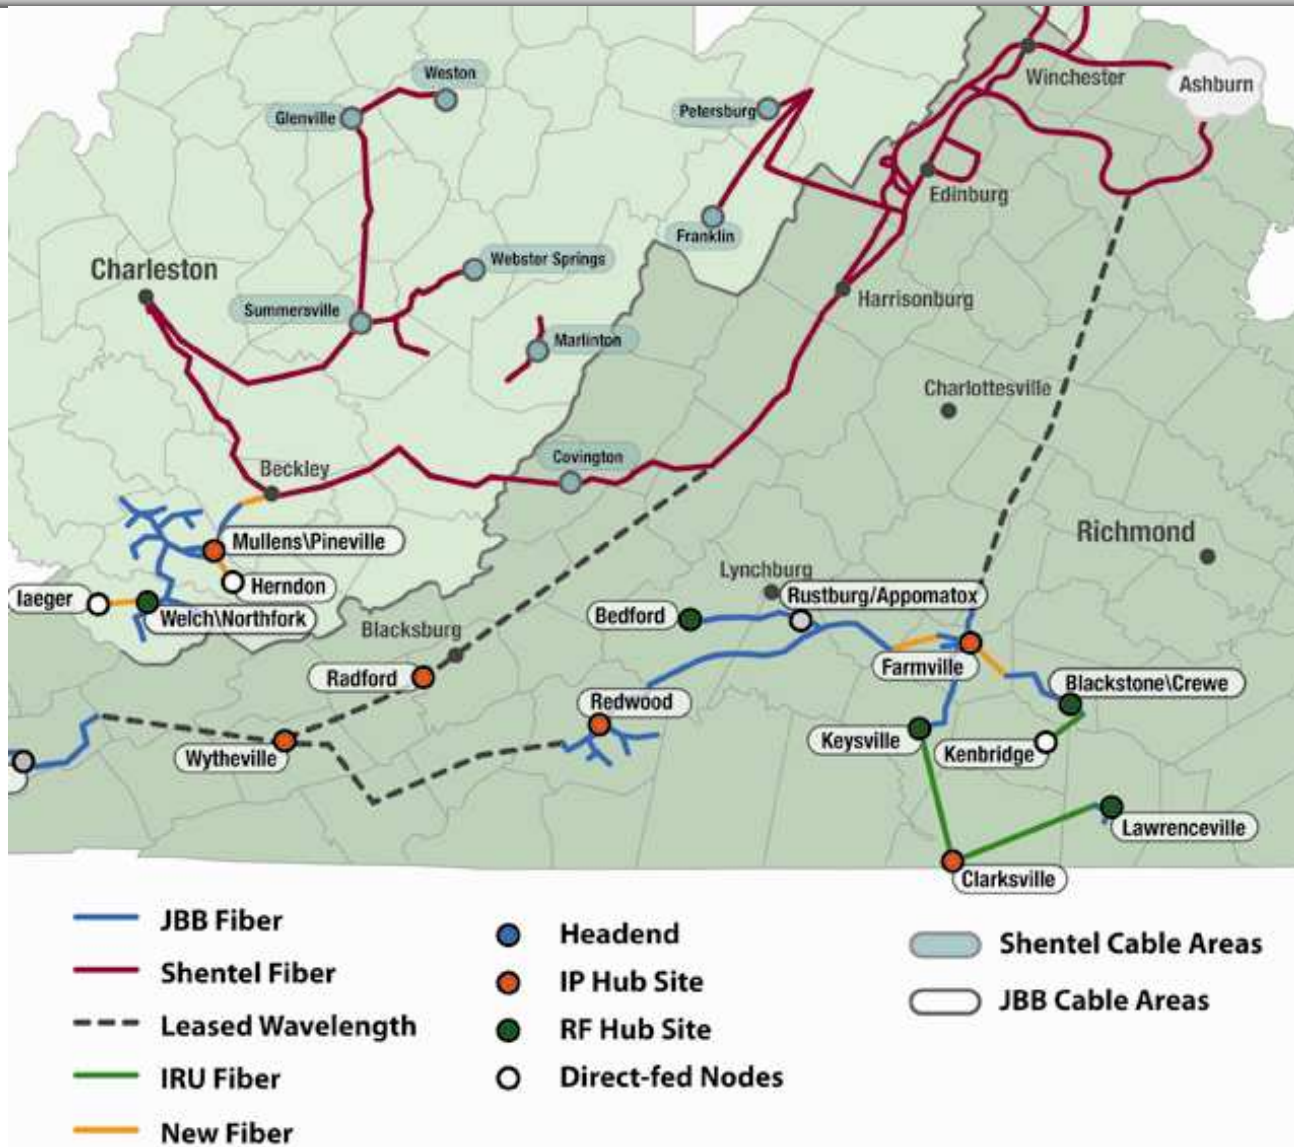 Weston
Winchester
Ashburn
Glenville
Petersburg
Edinburg
Franklin
Webster Springs
Charleston
Summersville
Harrisonburg
Marlinton
Charlottesville
Covington
Beckley
Richmond
Mullens\Pineville
Lynchburg
Herndon
Iaeger
Rustburg/Appomatox
Welch\Northfork
Bedford
Blacksburg
Farmville
Radford
Blackstone\Crewe
Redwood
Keysville
Kenbridge
Wytheville
Lawrenceville
Clarksville
JBB Fiber
Shentel Fiber
Leased Wavelength
IRU Fiber
New Fiber
Headend
IP Hub Site
RF Hub Site
Direct-fed Nodes
Shentel Cable Areas
JBB Cable Areas